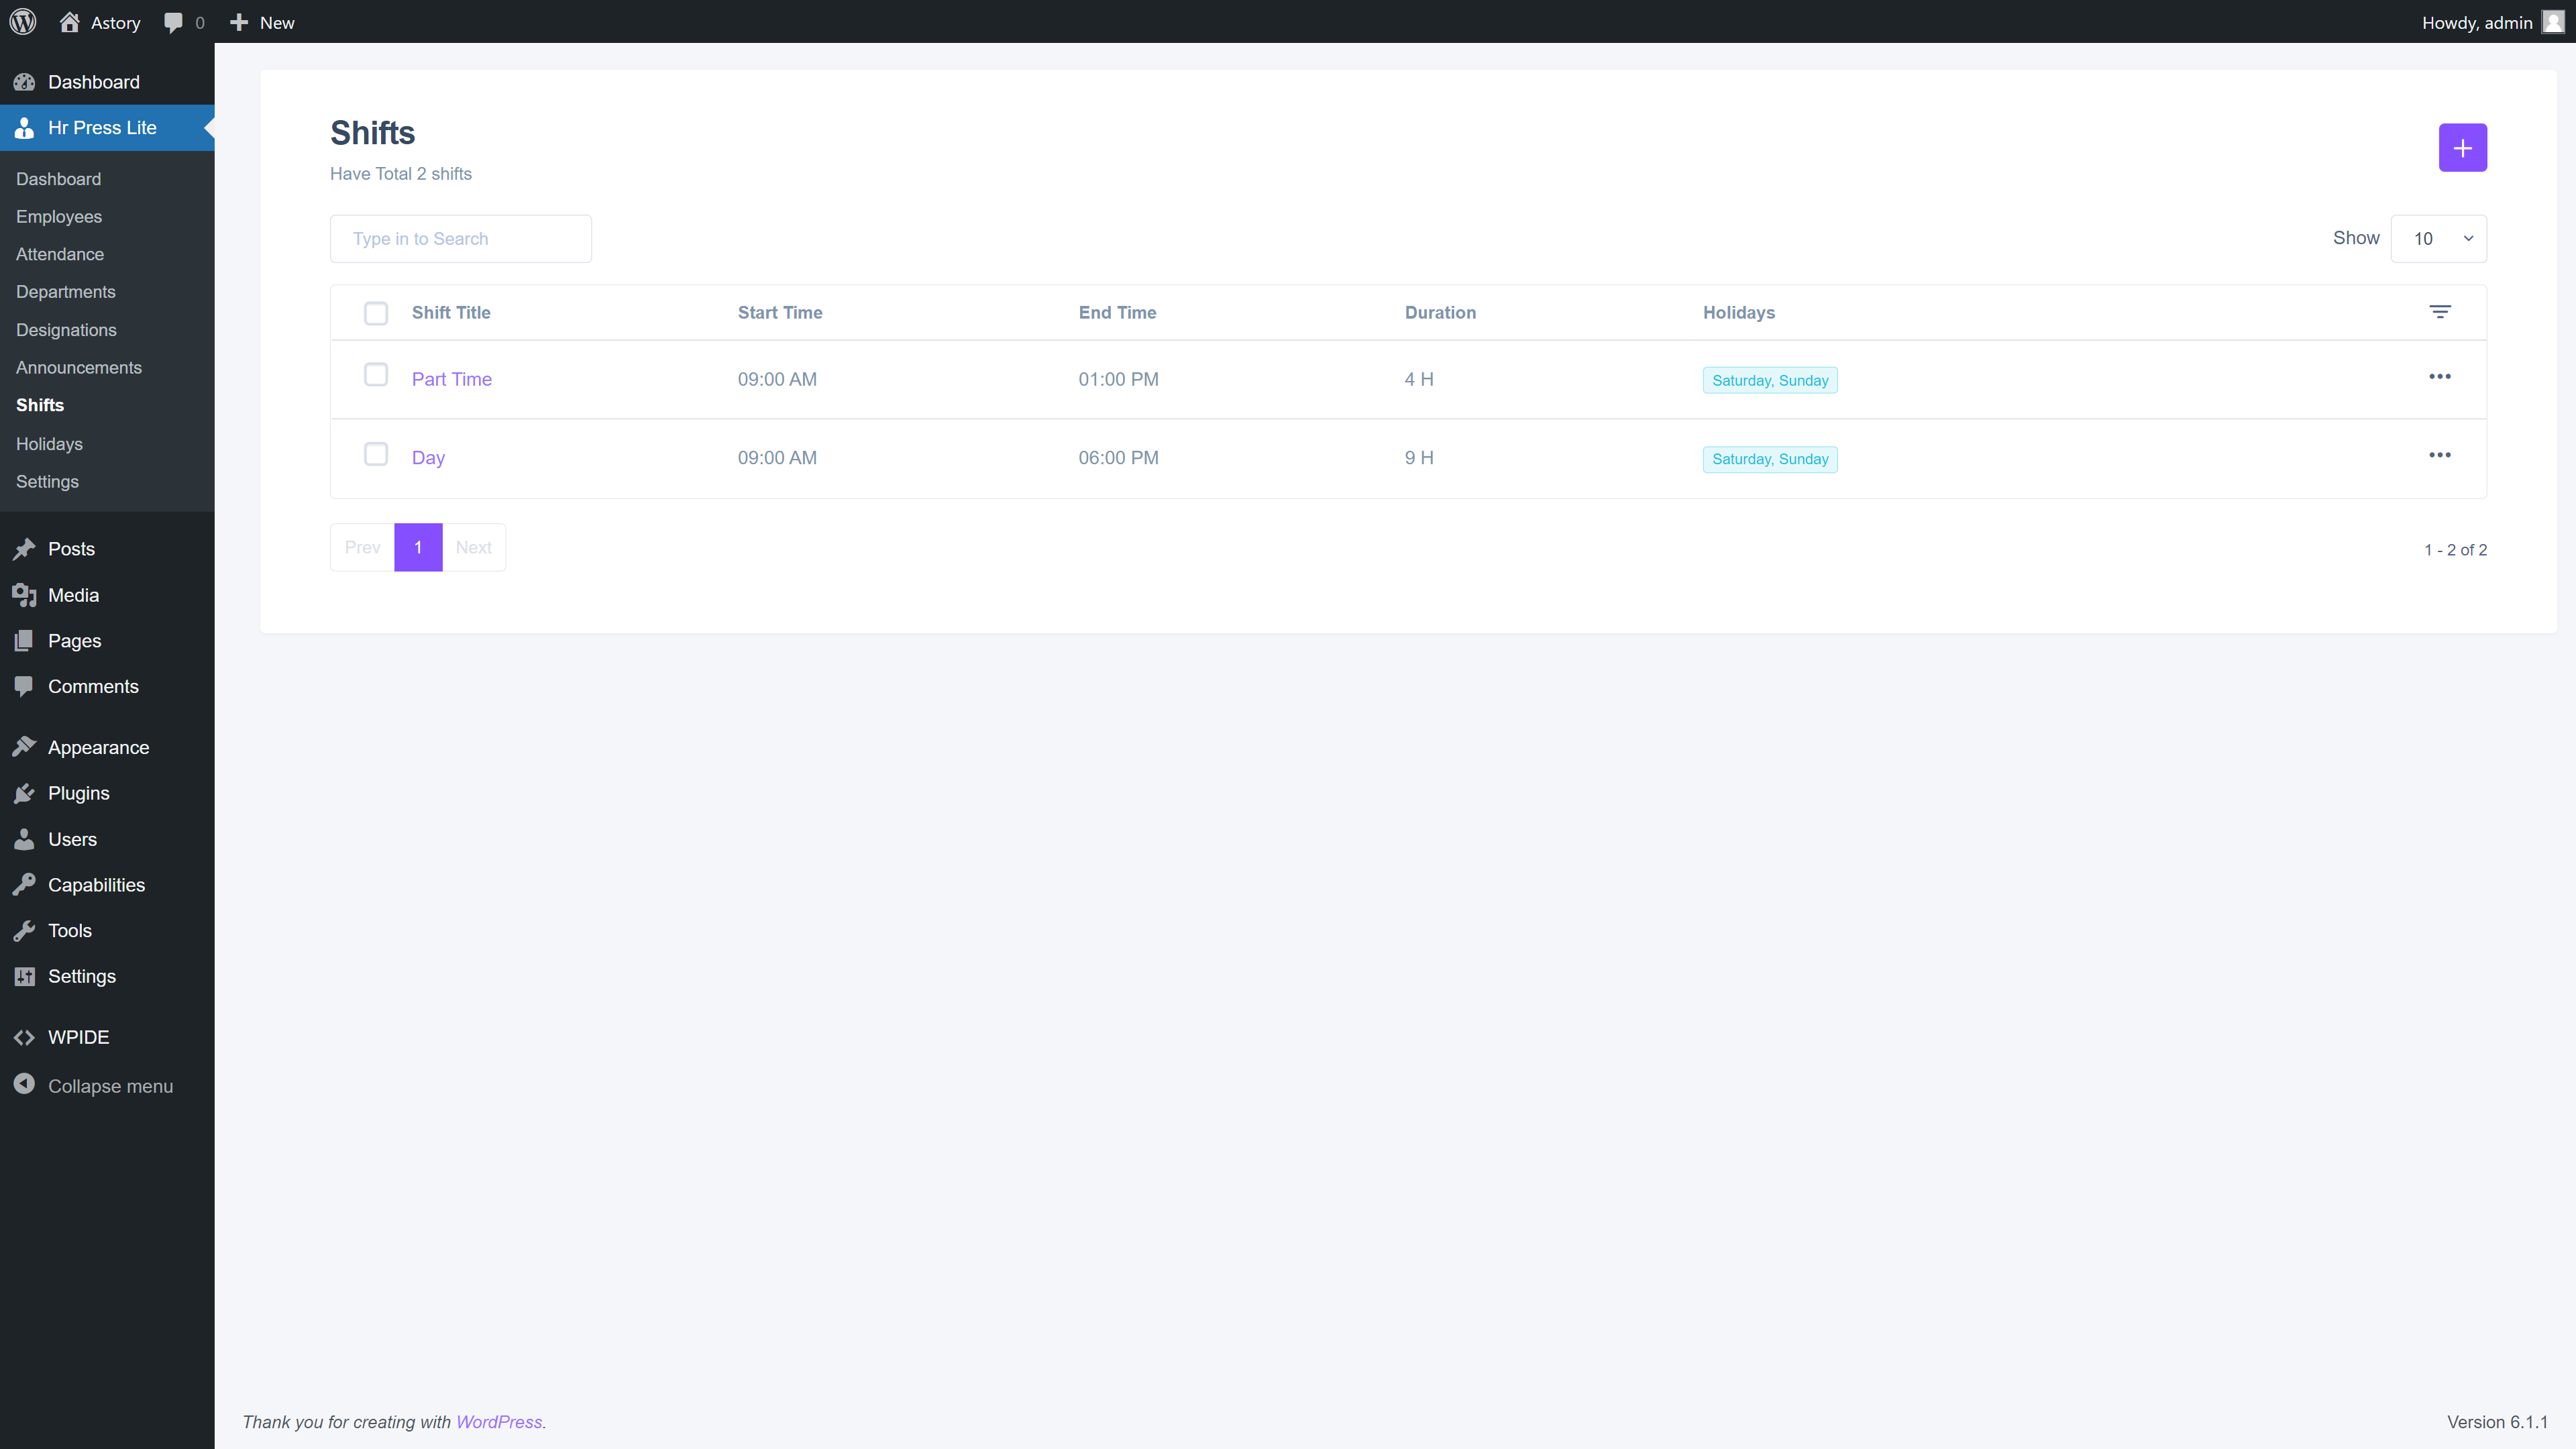 Astory 0 New Howdy, admin
Dashboard
Hr Press Lite
Dashboard
Employees
Attendance
Departments
Designations
Announcements
Shifts
Holidays
Settings
Posts
Media
Pages
Comments
Appearance
Plugins
Users
Capabilities
Tools
Settings
WPIDE
Collapse menu
Shifts
Have Total 2 shifts
Type in to Search Show 10
Shift Title Start Time End Time Duration Holidays
Part Time 09:00 AM 01:00 PM 4 H Saturday, Sunday
Day 09:00 AM 06:00 PM 9 H Saturday, Sunday
Prev 1 Next 1 - 2 of 2
Thank you for creating with WordPress. Version 6.1.1